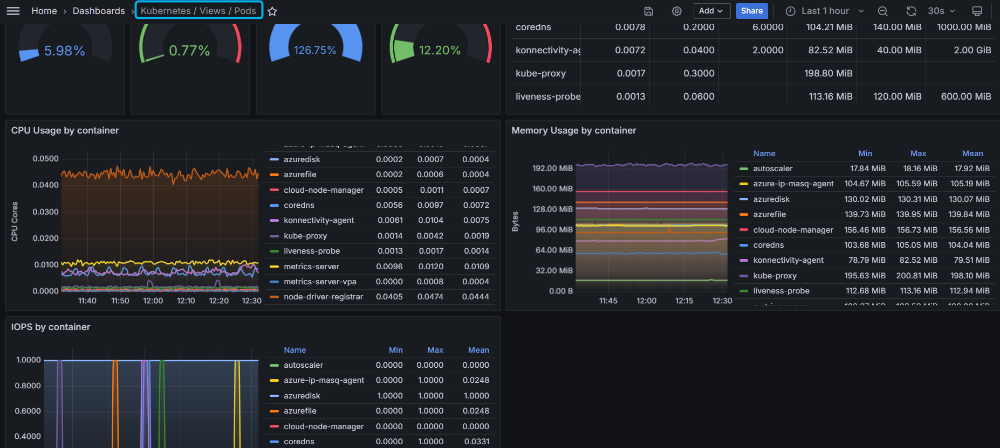 Home > Dashboards > Kubernetes / Views / Pods Add Share Last 1 hour 30s
5.98% 0.77% 126.75% 12.20%
coredns 0.0078 0.2000 6.0000 104.21 MiB 140.00 MiB 1000.00 MiB
konnectivity-ag 0.0072 0.0400 2.0000 82.52 MiB 40.00 MiB 2.00 GiB
kube-proxy 0.0017 0.3000 198.80 MiB
liveness-probe 0.0013 0.0600 113.16 MiB 120.00 MiB 600.00 MiB
CPU Usage by container
CPU Cores
0.0500
0.0400
0.0300
0.0200
0.0100
0.0000
11:40 11:50 12:00 12:10 12:20 12:30
azure-ip-masq-agent
azuredisk 0.0002 0.0007 0.0004
azurefile 0.0002 0.0006 0.0004
cloud-node-manager 0.0005 0.0011 0.0007
coredns 0.0056 0.0097 0.0072
konnectivity-agent 0.0061 0.0104 0.0075
kube-proxy 0.0014 0.0042 0.0019
liveness-probe 0.0013 0.0017 0.0014
metrics-server 0.0096 0.0120 0.0109
metrics-server-vpa 0.0000 0.0008 0.0004
node-driver-registrar 0.0405 0.0474 0.0444
Memory Usage by container
Bytes
192.00 MiB
160.00 MiB
128.00 MiB
96.00 MiB
64.00 MiB
32.00 MiB
0.00 B
11:45 12:00 12:15 12:30
Name Min Max Mean
autoscaler 17.84 MiB 18.16 MiB 17.92 MiB
azure-ip-masq-agent 104.67 MiB 105.59 MiB 105.19 MiB
azuredisk 130.02 MiB 130.31 MiB 130.07 MiB
azurefile 139.73 MiB 139.95 MiB 139.84 MiB
cloud-node-manager 156.46 MiB 156.73 MiB 156.56 MiB
coredns 103.68 MiB 105.05 MiB 104.04 MiB
konnectivity-agent 78.79 MiB 82.52 MiB 79.51 MiB
kube-proxy 195.63 MiB 200.81 MiB 198.10 MiB
liveness-probe 112.68 MiB 113.16 MiB 112.94 MiB
metrics-server
IOPS by container
1.0000
0.8000
0.6000
0.4000
Name Min Max Mean
autoscaler 0.0000 0.0000 0.0000
azure-ip-masq-agent 0.0000 1.0000 0.0248
azuredisk 1.0000 1.0000 1.0000
azurefile 0.0000 1.0000 0.0248
cloud-node-manager 0.0000 0.0000 0.0000
coredns 0.0000 1.0000 0.0331